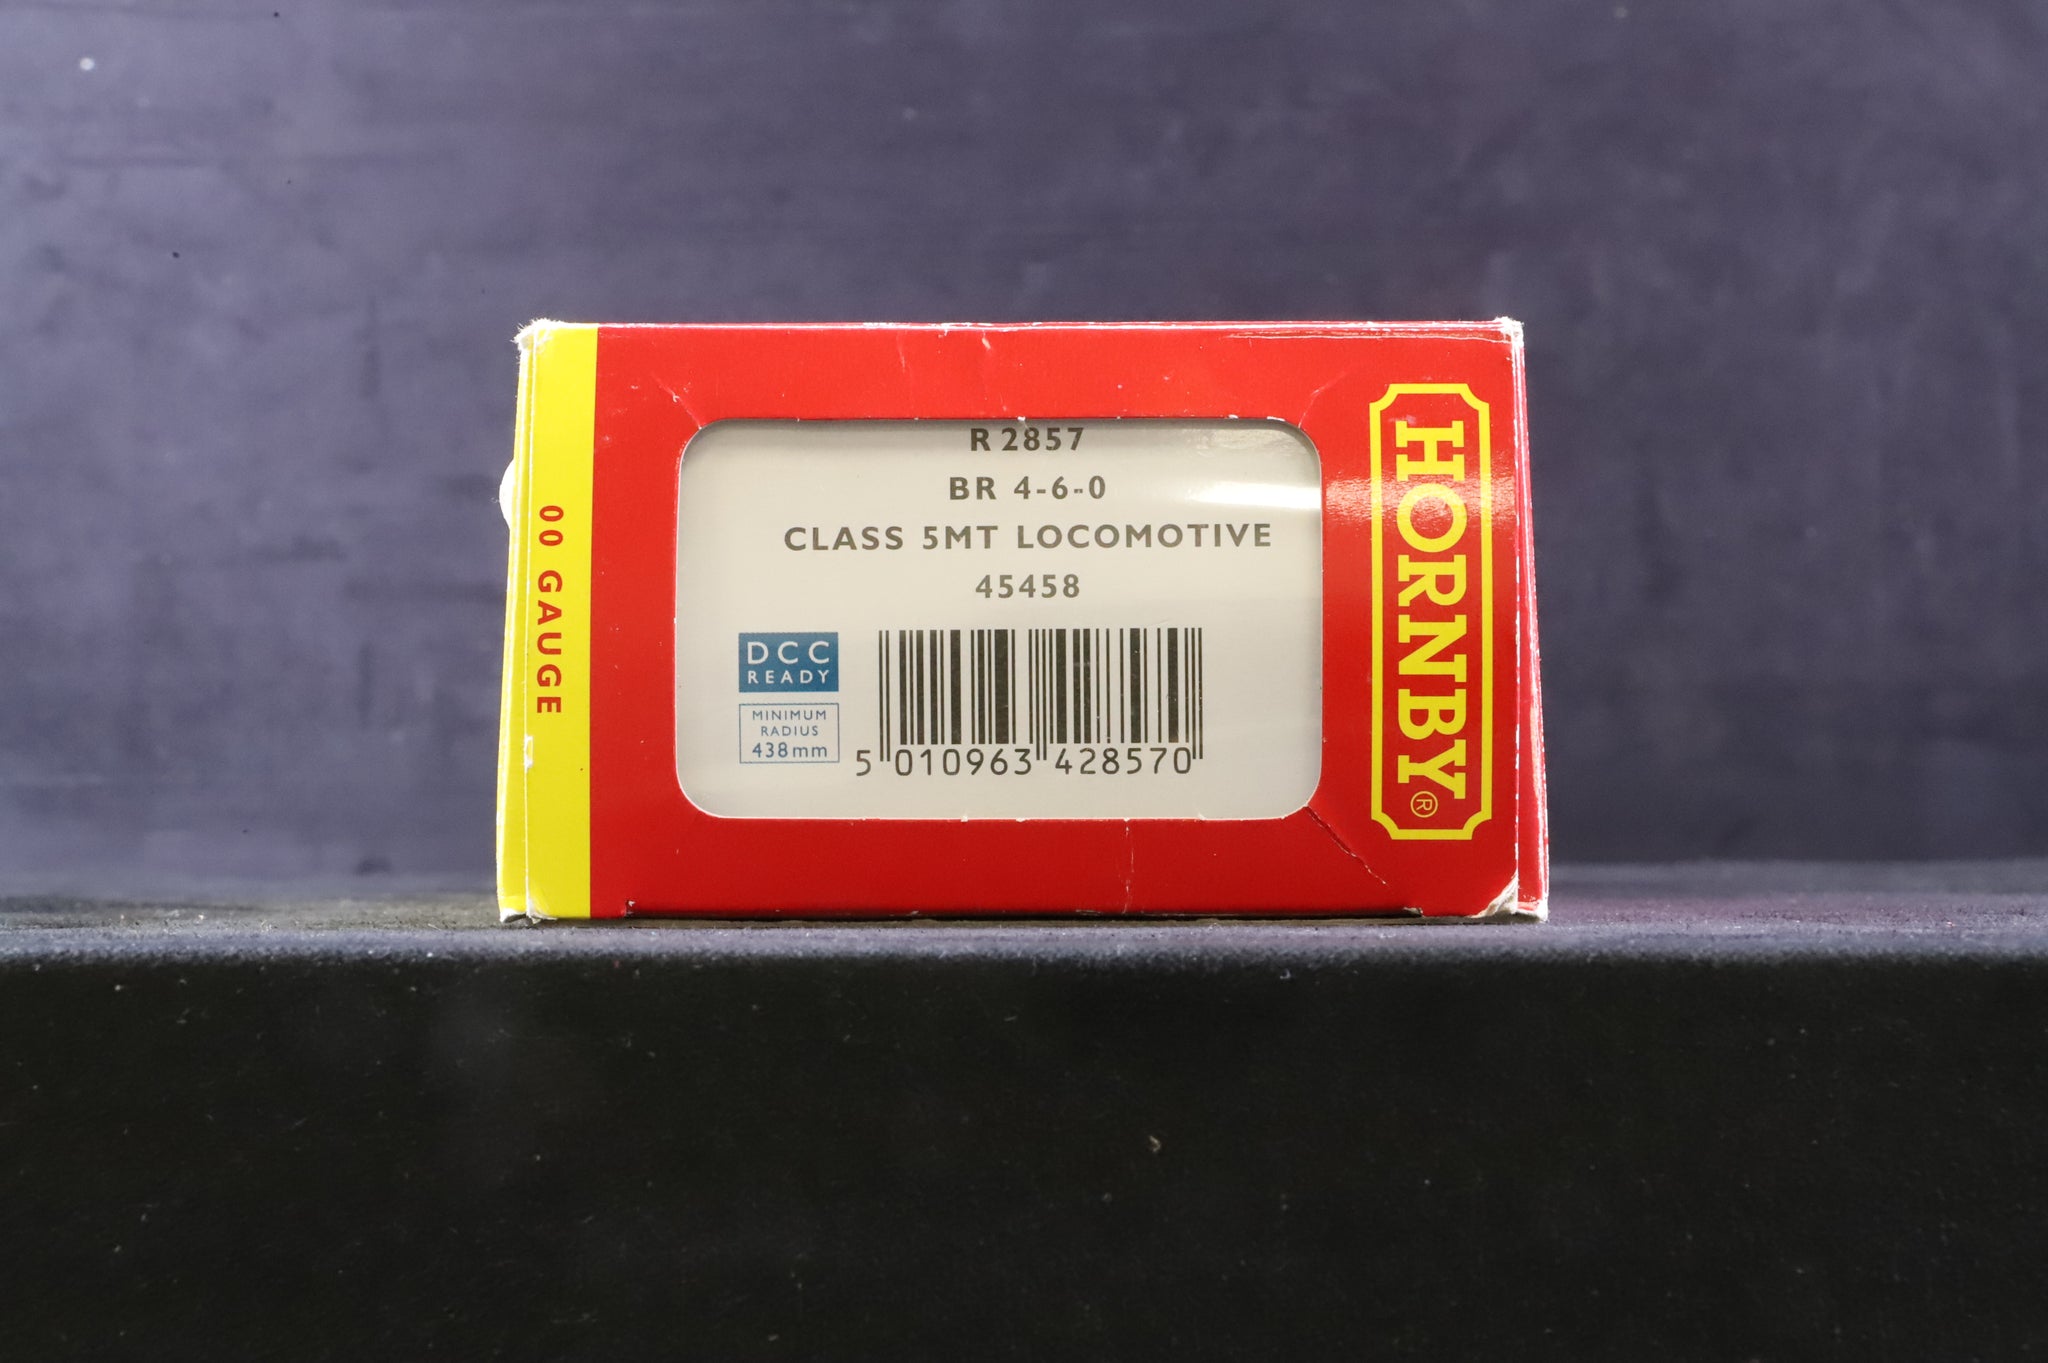 00 GAUGE
R 2857
BR 4-6-0
CLASS 5MT LOCOMOTIVE
45458
DCC
READY
MINIMUM
RADIUS
438mm
5 010963 428570
HORNBY®